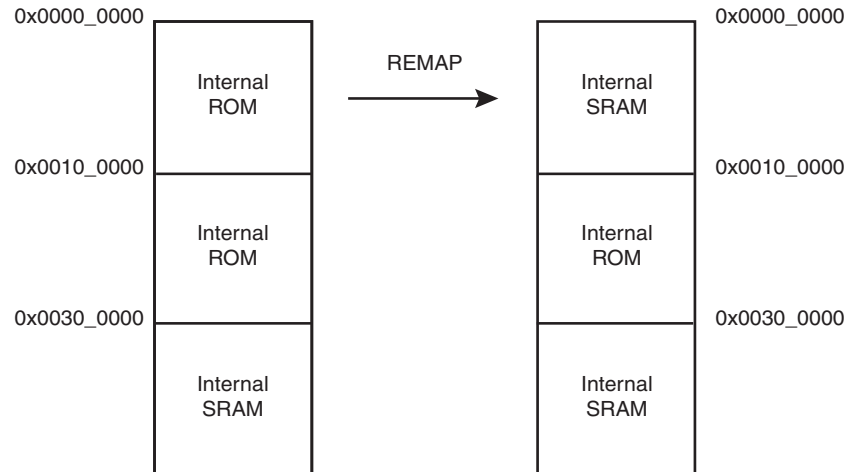 0x0000_0000
0x0000_0000
Internal
ROM
REMAP
Internal
SRAM
0x0010_0000
0x0010_0000
Internal
ROM
Internal
ROM
0x0030_0000
0x0030_0000
Internal
SRAM
Internal
SRAM